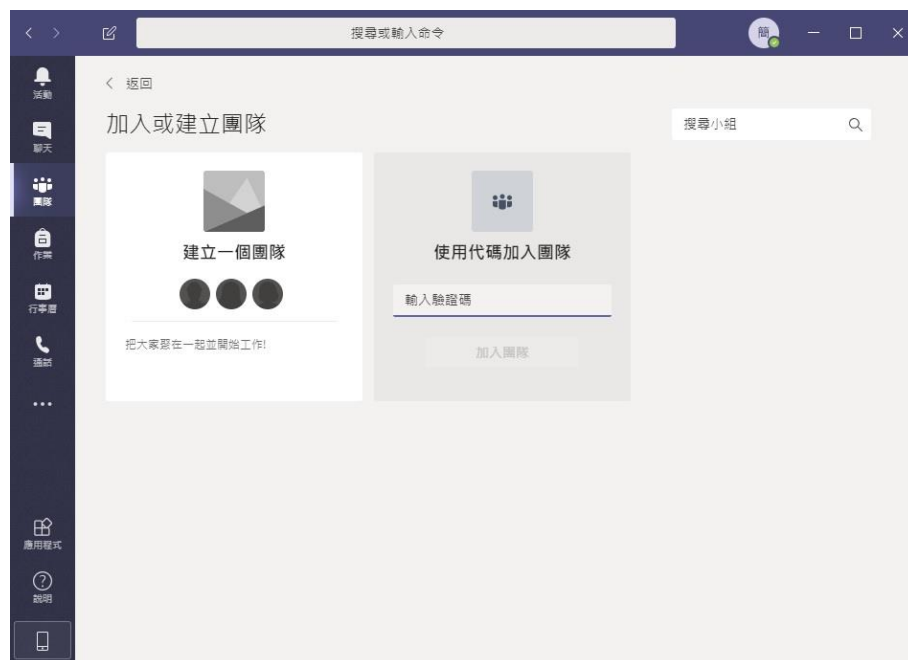 搜尋或輸入命令
簡
活動
聊天
團隊
作業
行事曆
通話
應用程式
說明
返回
加入或建立團隊
搜尋小組
建立一個團隊
把大家聚在一起並開始工作!
使用代碼加入團隊
輸入驗證碼
加入團隊